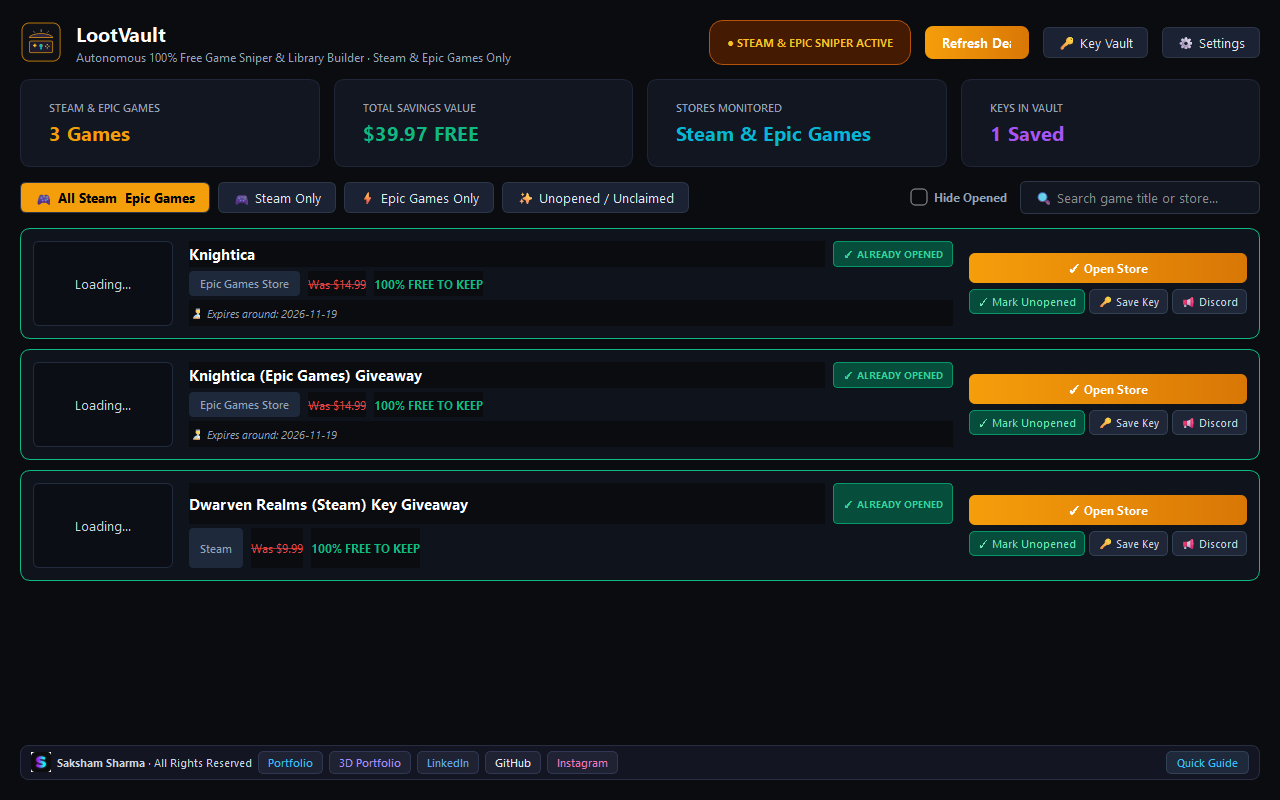 LootVault
Autonomous 100% Free Game Sniper & Library Builder · Steam & Epic Games Only
● STEAM & EPIC SNIPER ACTIVE
Refresh Dea
Key Vault
Settings
STEAM & EPIC GAMES
3 Games
TOTAL SAVINGS VALUE
$39.97 FREE
STORES MONITORED
Steam & Epic Games
KEYS IN VAULT
1 Saved
All Steam Epic Games
Steam Only
Epic Games Only
Unopened / Unclaimed
Hide Opened
Search game title or store...
Loading...
Knightica
✓ ALREADY OPENED
Epic Games Store
Was $14.99
100% FREE TO KEEP
Expires around: 2026-11-19
✓ Open Store
✓ Mark Unopened
Save Key
Discord
Loading...
Knightica (Epic Games) Giveaway
✓ ALREADY OPENED
Epic Games Store
Was $14.99
100% FREE TO KEEP
Expires around: 2026-11-19
✓ Open Store
✓ Mark Unopened
Save Key
Discord
Loading...
Dwarven Realms (Steam) Key Giveaway
✓ ALREADY OPENED
Steam
Was $9.99
100% FREE TO KEEP
✓ Open Store
✓ Mark Unopened
Save Key
Discord
S
Saksham Sharma · All Rights Reserved
Portfolio
3D Portfolio
LinkedIn
GitHub
Instagram
Quick Guide